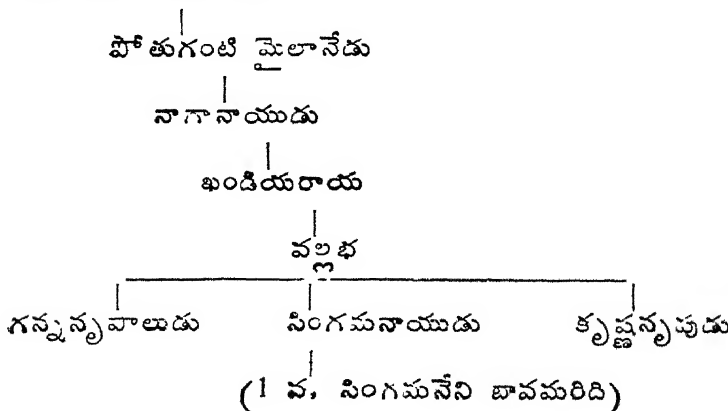 పోతుగంటి మైలానేడు
నాగానాయుడు
ఖండియరాయ
వల్లభ
గన్ననృపాలుడు సింగమనాయుడు కృష్ణనృపుడు
(1 వ, సింగమనేని బావమరిది)